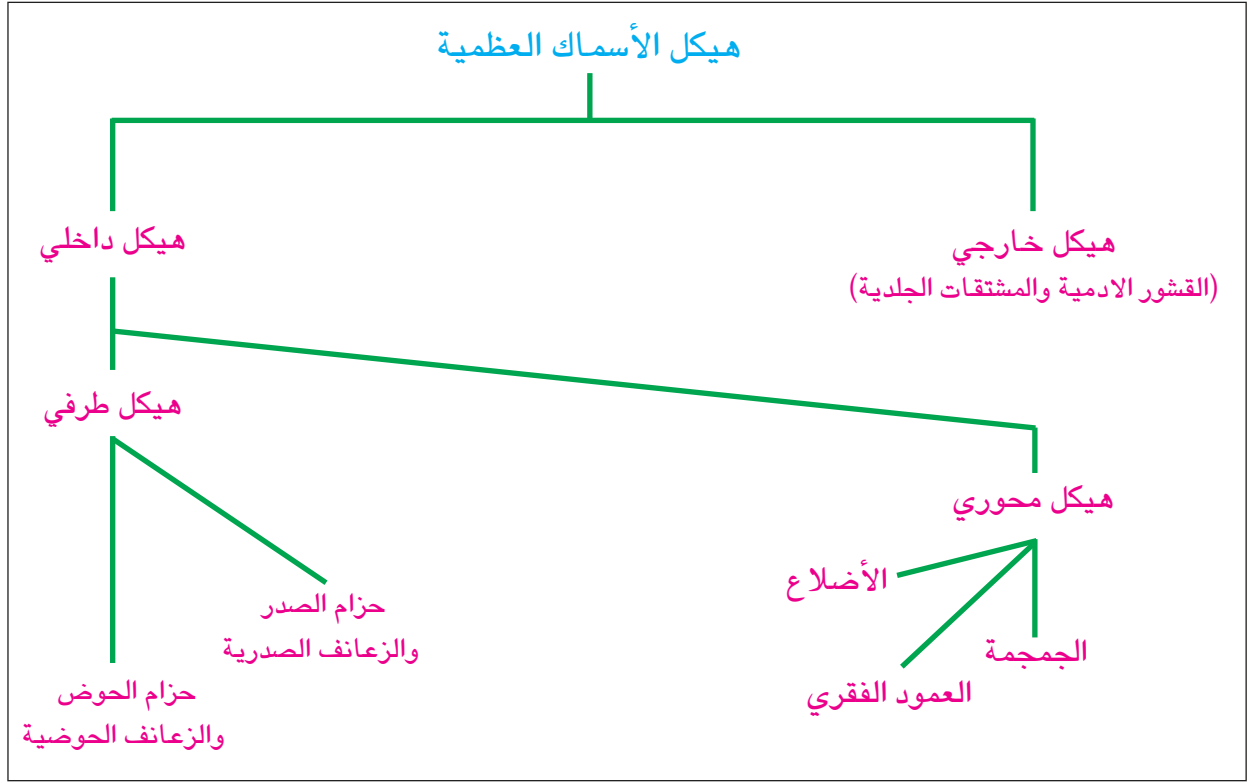 هيكل الأسماك العظمية
هيكل خارجي
(القشور الادمية والمشتقات الجلدية)
هيكل داخلي
هيكل محوري
الجمجمة
العمود الفقري
الأضلاع
هيكل طرفي
حزام الصدر
والزعانف الصدرية
حزام الحوض
والزعانف الحوضية